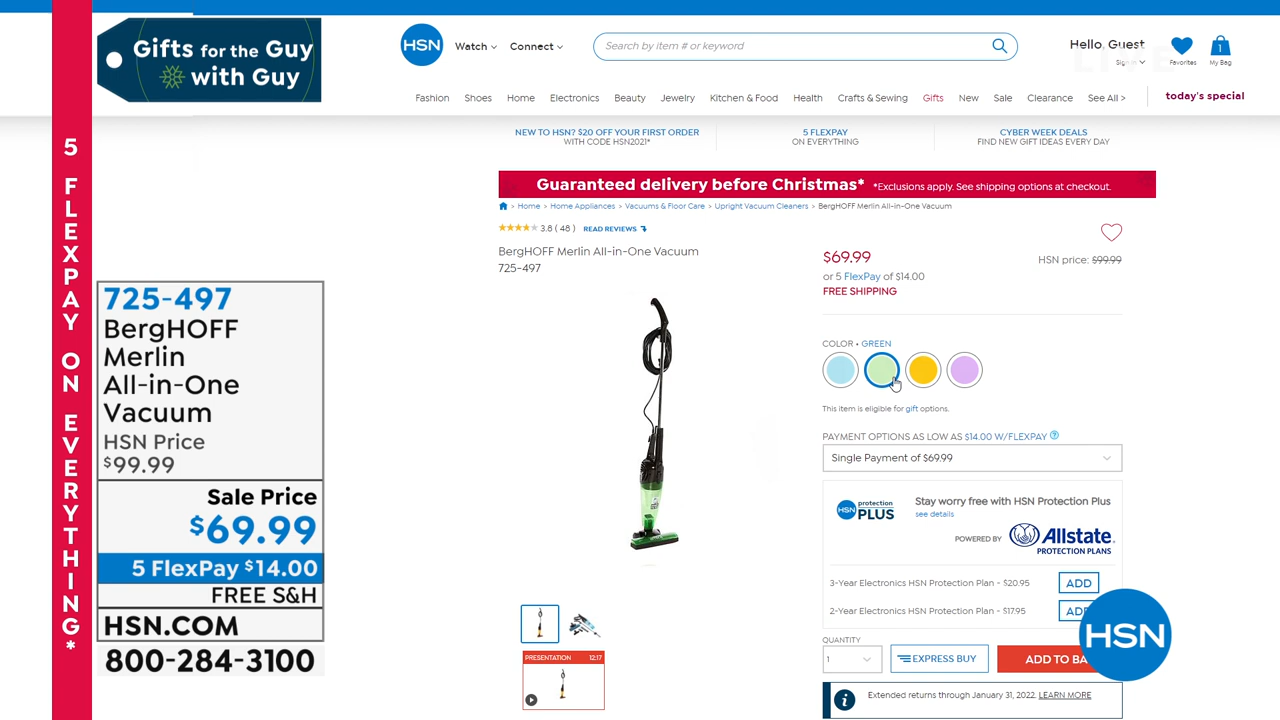 5 FLEXPAY ON EVERYTHING*
Gifts for the Guy
with Guy
725-497
BergHOFF
Merlin
All-in-One
Vacuum
HSN Price
$99.99
Sale Price
$69.99
5 FlexPay $14.00
FREE S&H
HSN.COM
800-284-3100
HSN
Watch
Connect
Search by item # or keyword
Hello, Guest
Sign In
Favorites
1
My Bag
Fashion Shoes Home Electronics Beauty Jewelry Kitchen & Food Health Crafts & Sewing Gifts New Sale Clearance See All >
today's special
NEW TO HSN? $20 OFF YOUR FIRST ORDER
WITH CODE HSN2021*
5 FLEXPAY
ON EVERYTHING
CYBER WEEK DEALS
FIND NEW GIFT IDEAS EVERY DAY
Guaranteed delivery before Christmas* *Exclusions apply. See shipping options at checkout.
> Home > Home Appliances > Vacuums & Floor Care > Upright Vacuum Cleaners > BergHOFF Merlin All-in-One Vacuum
3.8 ( 48 ) READ REVIEWS
BergHOFF Merlin All-in-One Vacuum
725-497
$69.99
HSN price: $99.99
or 5 FlexPay of $14.00
FREE SHIPPING
COLOR • GREEN
This item is eligible for gift options.
PAYMENT OPTIONS AS LOW AS $14.00 W/FLEXPAY ?
Single Payment of $69.99
HSN protection PLUS
Stay worry free with HSN Protection Plus
see details
POWERED BY Allstate.
PROTECTION PLANS
3-Year Electronics HSN Protection Plan - $20.95 ADD
2-Year Electronics HSN Protection Plan - $17.95
PRESENTATION 12:17
QUANTITY
1
EXPRESS BUY
ADD TO BA
HSN
i
Extended returns through January 31, 2022. LEARN MORE